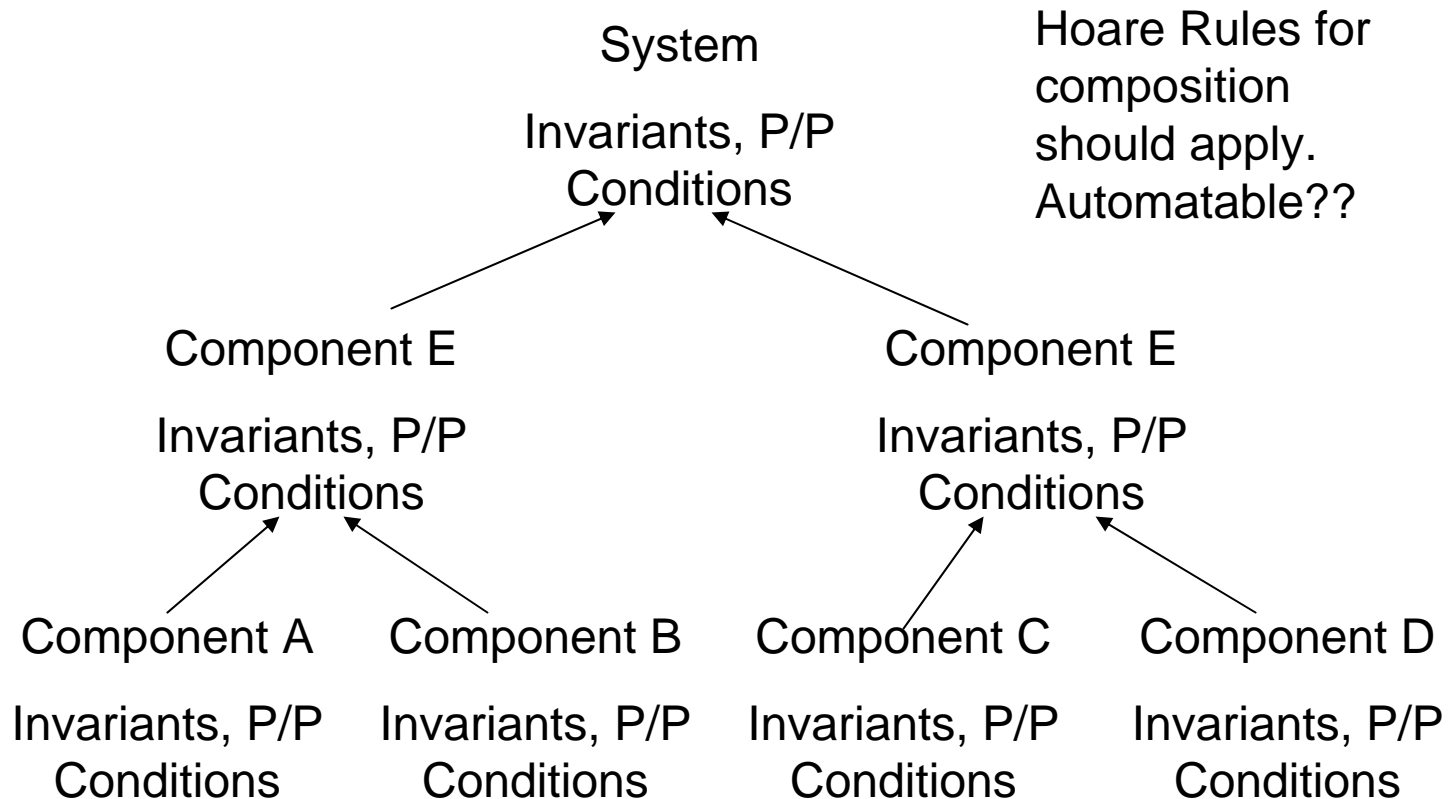 System
Invariants, P/P
Conditions
Hoare Rules for
composition
should apply.
Automatable??
Component E
Invariants, P/P
Conditions
Component E
Invariants, P/P
Conditions
Component A
Invariants, P/P
Conditions
Component B
Invariants, P/P
Conditions
Component C
Invariants, P/P
Conditions
Component D
Invariants, P/P
Conditions